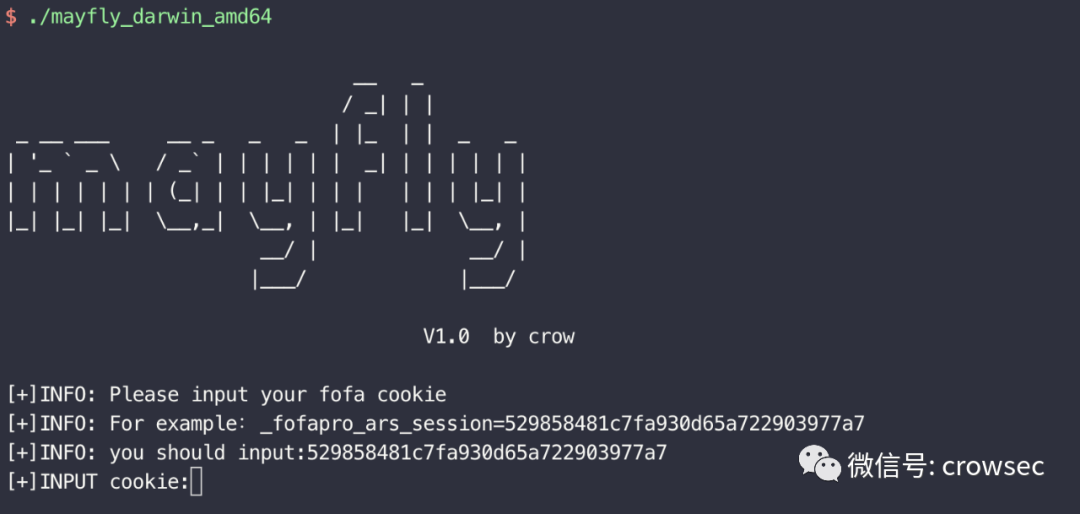 $ ./mayfly_darwin_amd64
mayfly
V1.0 by crow
[+]INFO: Please input your fofa cookie
[+]INFO: For example: _fofapro_ars_session=529858481c7fa930d65a722903977a7
[+]INFO: you should input:529858481c7fa930d65a722903977a7
[+]INPUT cookie:
微信号: crowsec